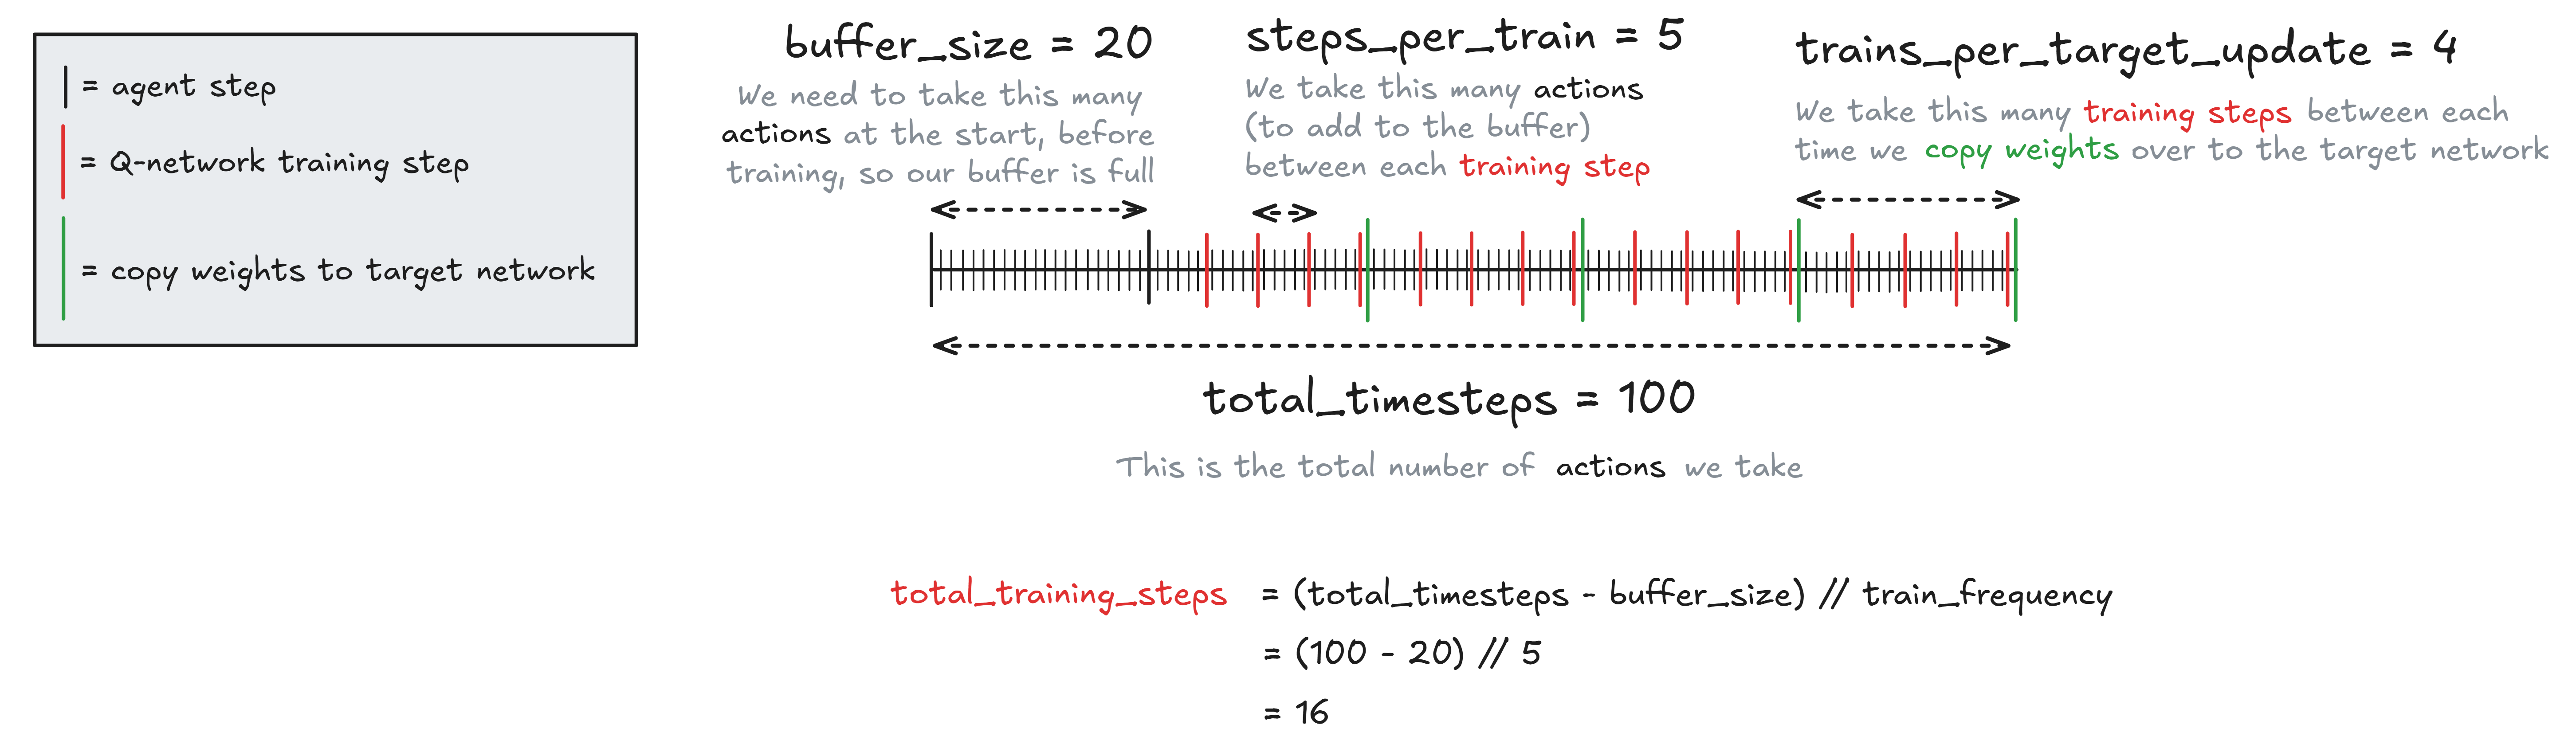 = agent step
= Q-network training step
= copy weights to target network
buffer_size = 20
We need to take this many
actions at the start, before
training, so our buffer is full
steps_per_train = 5
We take this many actions
(to add to the buffer)
between each training step
trains_per_target_update = 4
We take this many training steps between each
time we copy weights over to the target network
total_timesteps = 100
This is the total number of actions we take
total_training_steps = (total_timesteps - buffer_size) // train_frequency
= (100 - 20) // 5
= 16